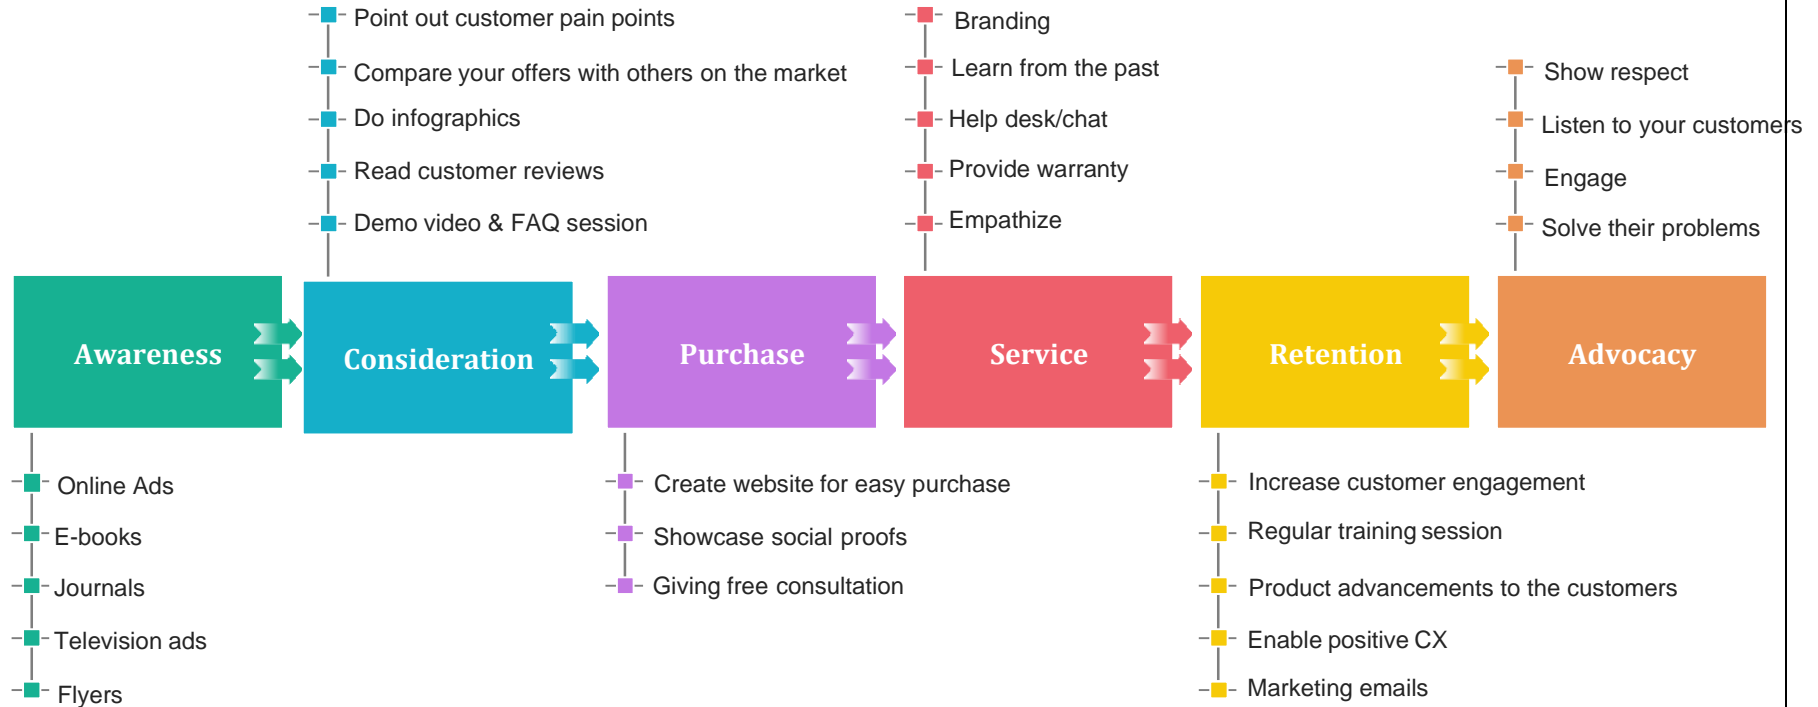 Point out customer pain points
Compare your offers with others on the market
Do infographics
Read customer reviews
Demo video & FAQ session
Branding
Learn from the past
Help desk/chat
Provide warranty
Empathize
Show respect
Listen to your customers
Engage
Solve their problems
Awareness
Consideration
Purchase
Service
Retention
Advocacy
Online Ads
E-books
Journals
Television ads
Flyers
Create website for easy purchase
Showcase social proofs
Giving free consultation
Increase customer engagement
Regular training session
Product advancements to the customers
Enable positive CX
Marketing emails